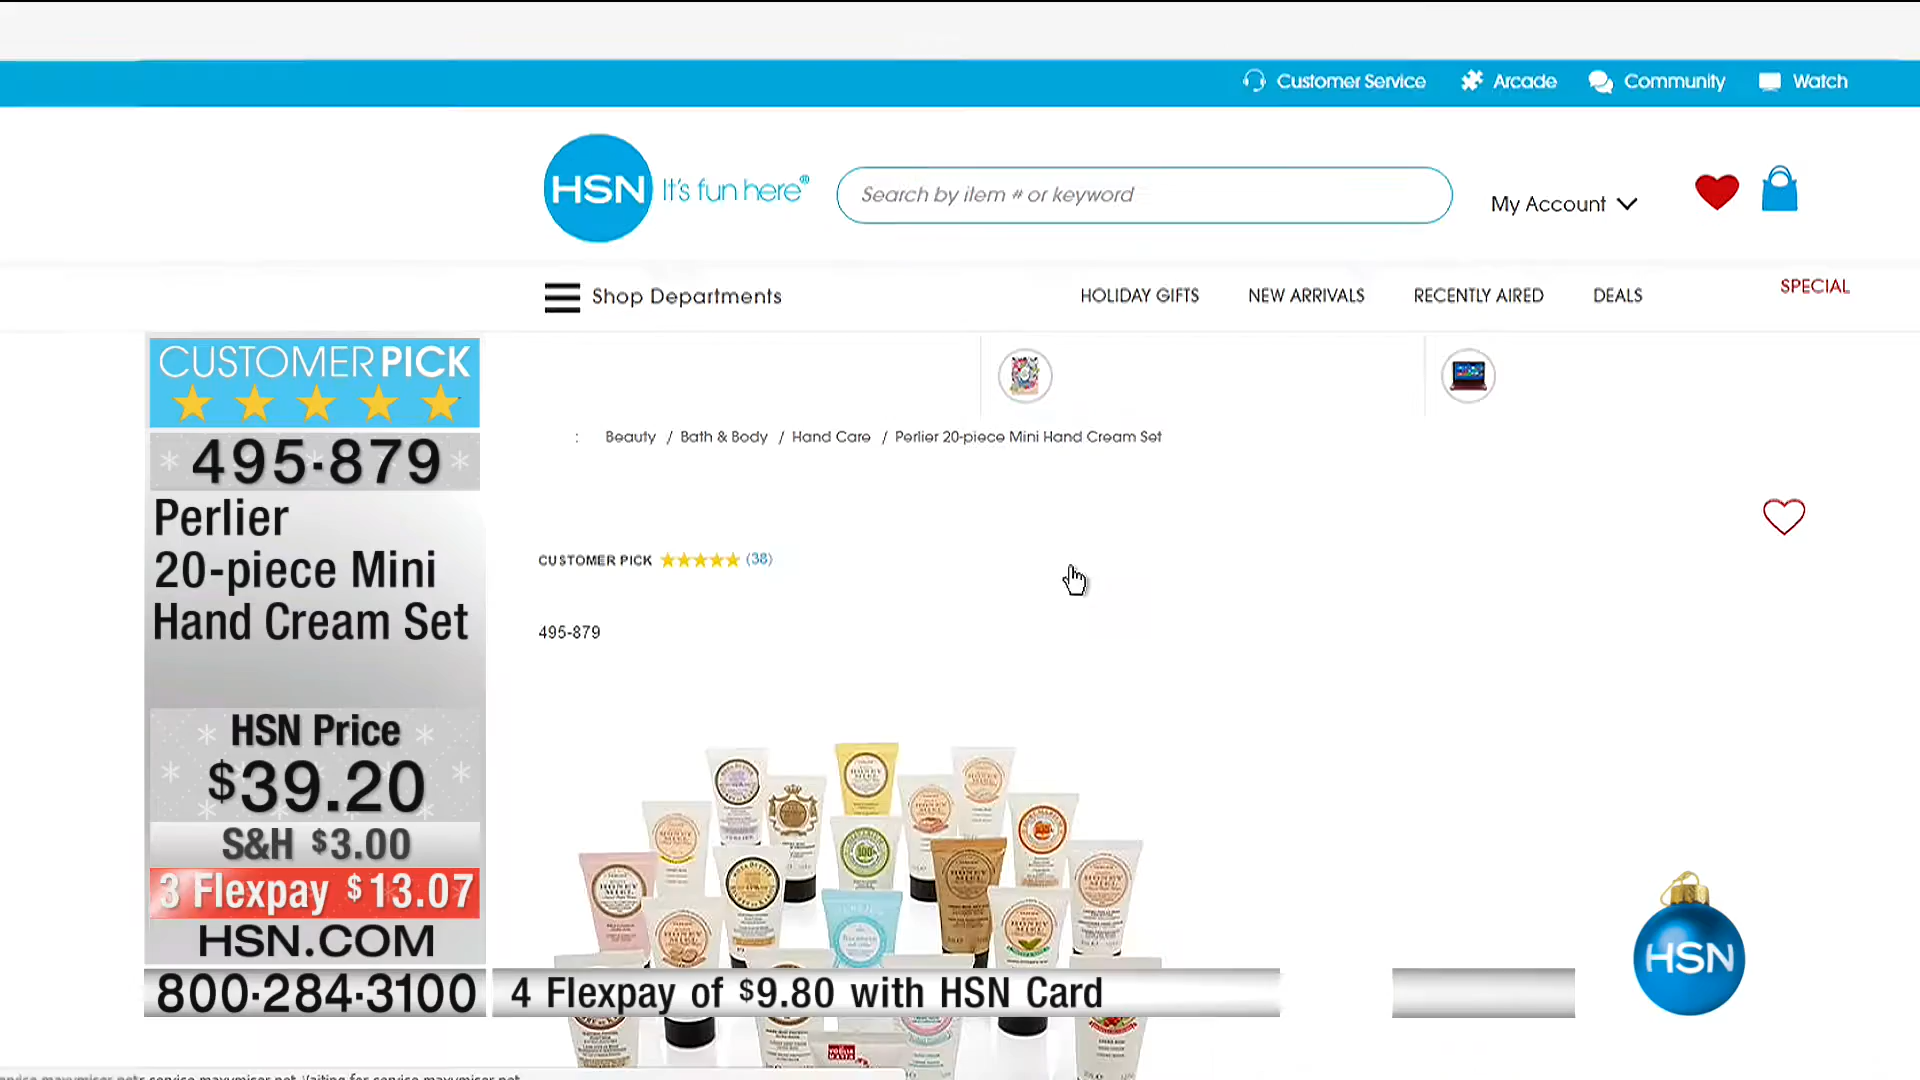 Customer Service Arcade Community Watch
HSN It's fun here®
Search by item # or keyword
My Account
Shop Departments
HOLIDAY GIFTS NEW ARRIVALS RECENTLY AIRED DEALS SPECIAL
CUSTOMER PICK
495-879
Perlier
20-piece Mini
Hand Cream Set
HSN Price
$39.20
S&H $3.00
3 Flexpay $13.07
HSN.COM
800-284-3100
: Beauty / Bath & Body / Hand Care / Perlier 20-piece Mini Hand Cream Set
CUSTOMER PICK (38)
495-879
HONEY
MIEL
4 Flexpay of $9.80 with HSN Card
HSN